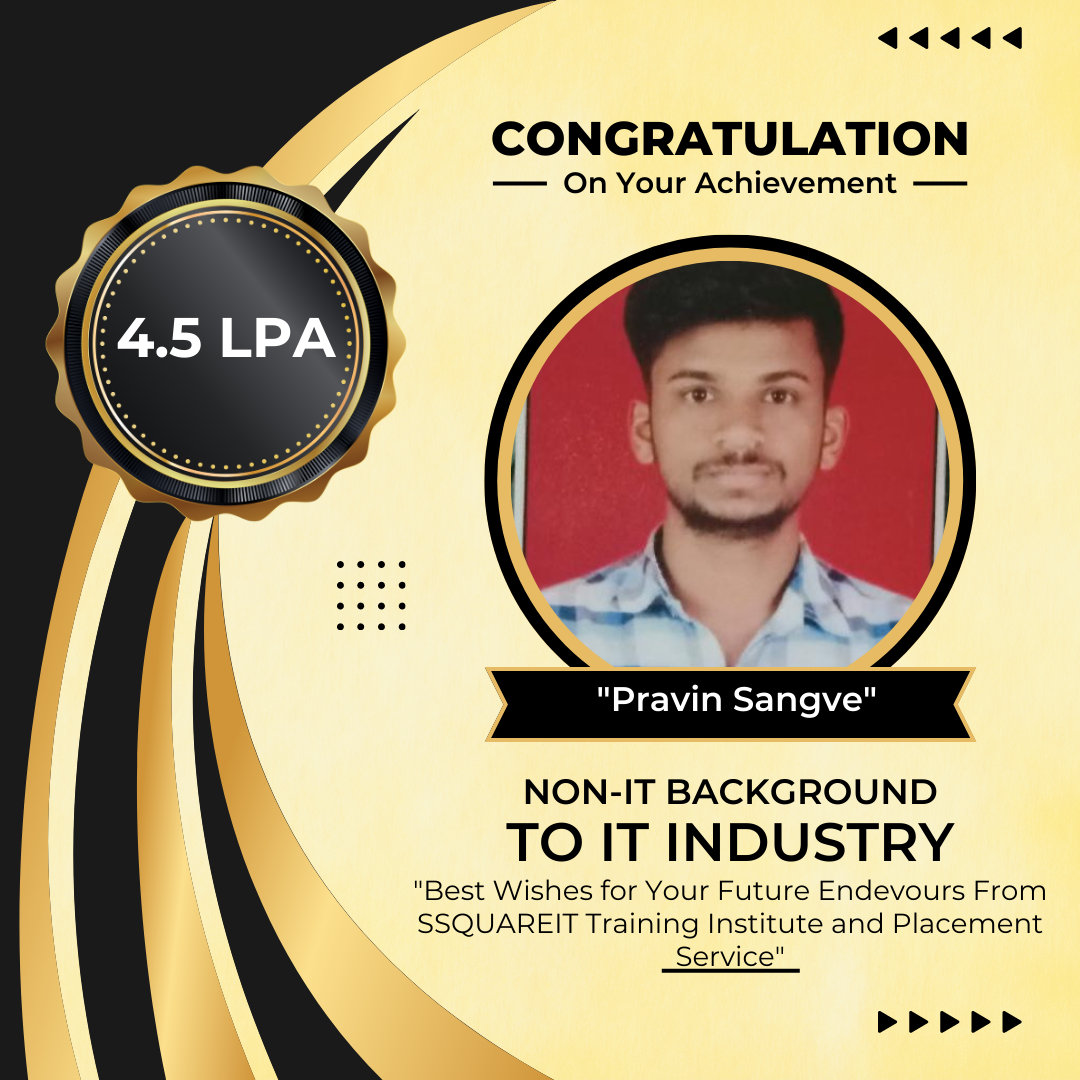 CONGRATULATION
On Your Achievement
4.5 LPA
"Pravin Sangve"
NON-IT BACKGROUND
TO IT INDUSTRY
"Best Wishes for Your Future Endevours From
SSQUAREIT Training Institute and Placement
Service"